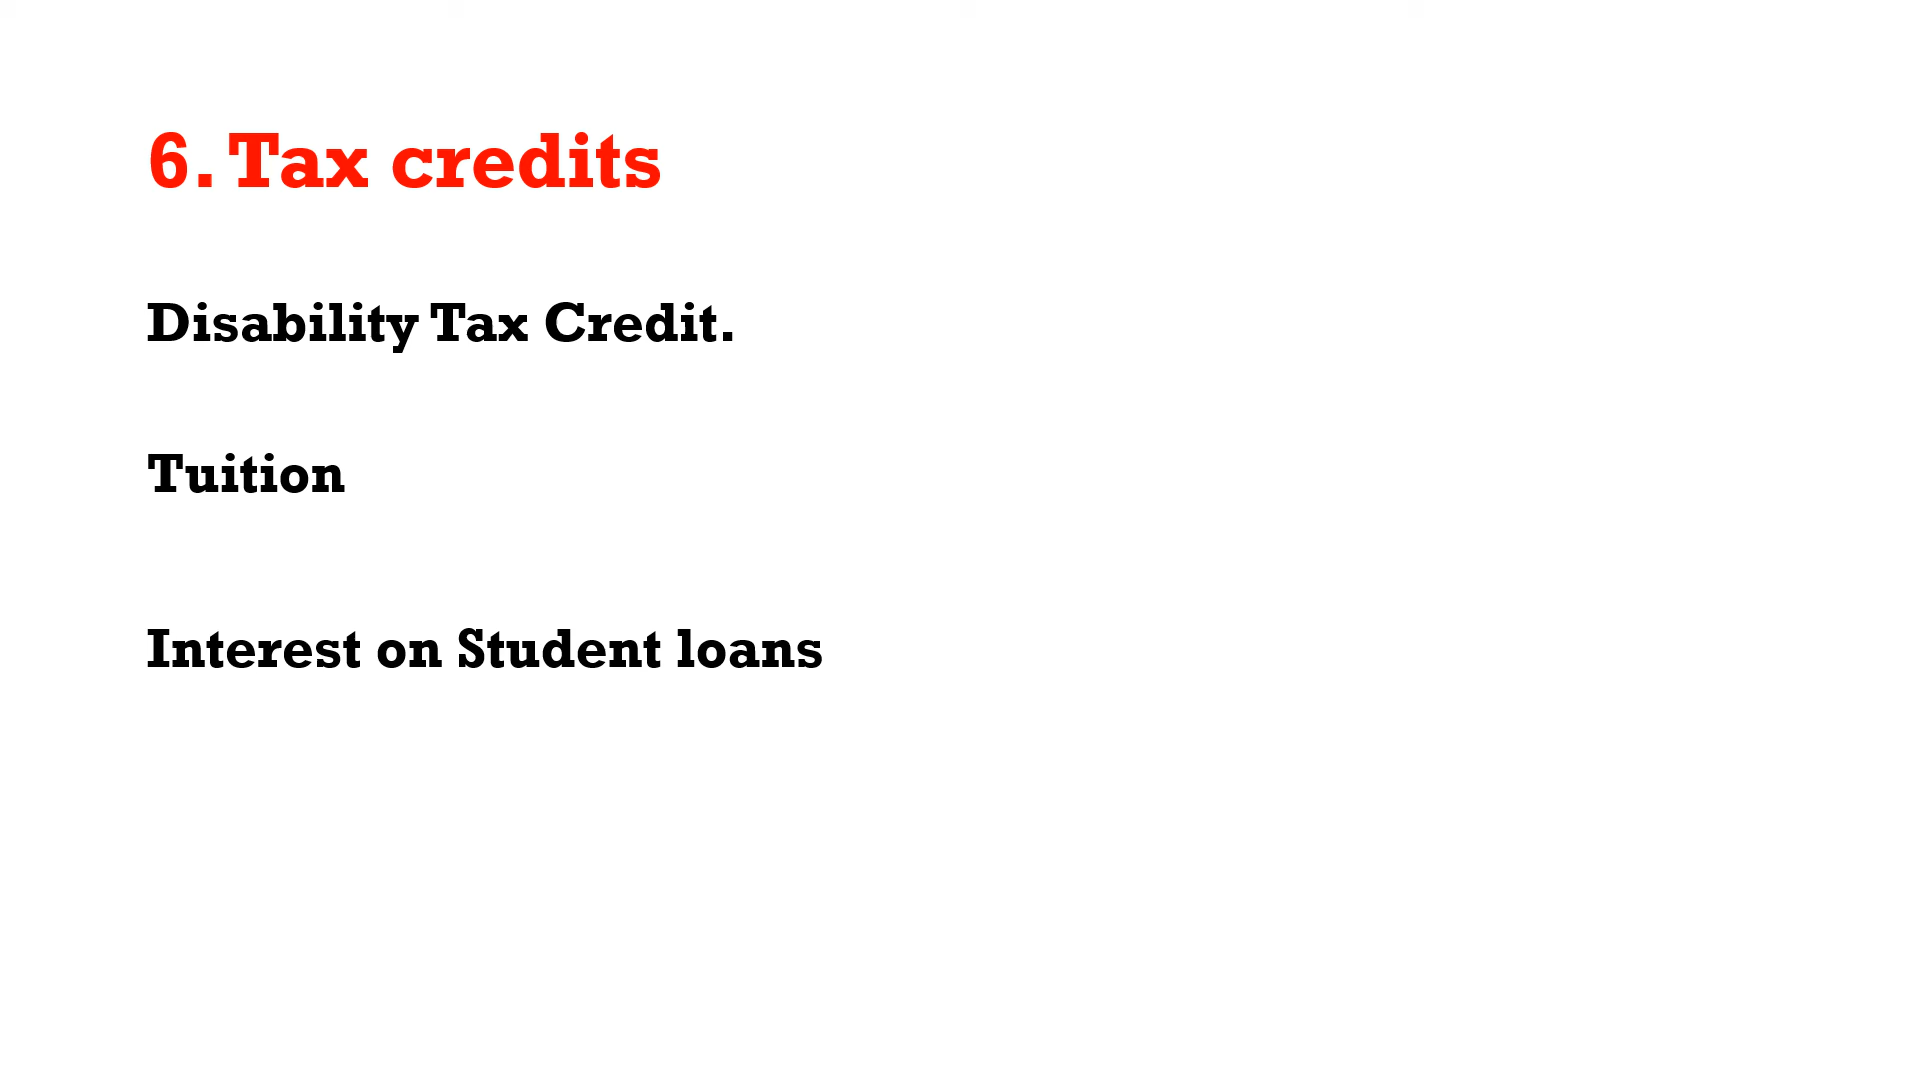 6. Tax credits
Disability Tax Credit.
Tuition
Interest on Student loans